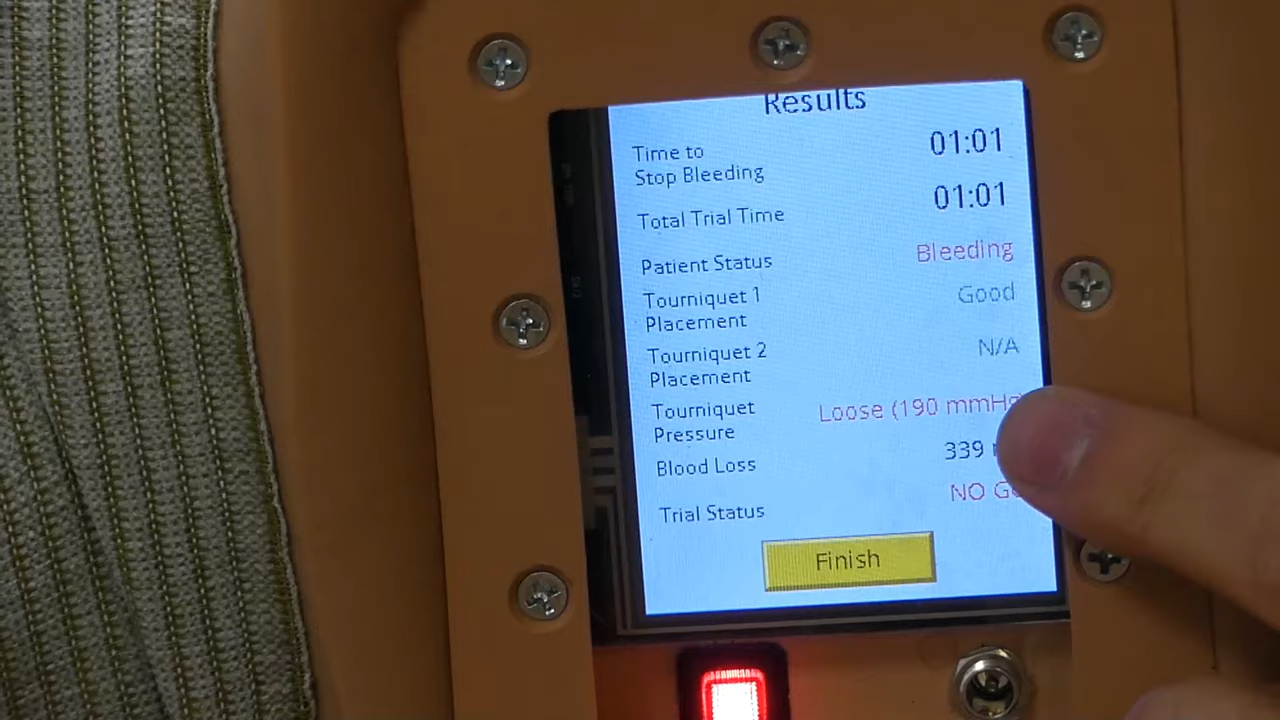 Results
Time to 01:01
Stop Bleeding
Total Trial Time 01:01
Patient Status Bleeding
Tourniquet 1 Good
Placement
Tourniquet 2 N/A
Placement
Tourniquet Loose (190 mmHg
Pressure
Blood Loss 339
Trial Status NO
Finish